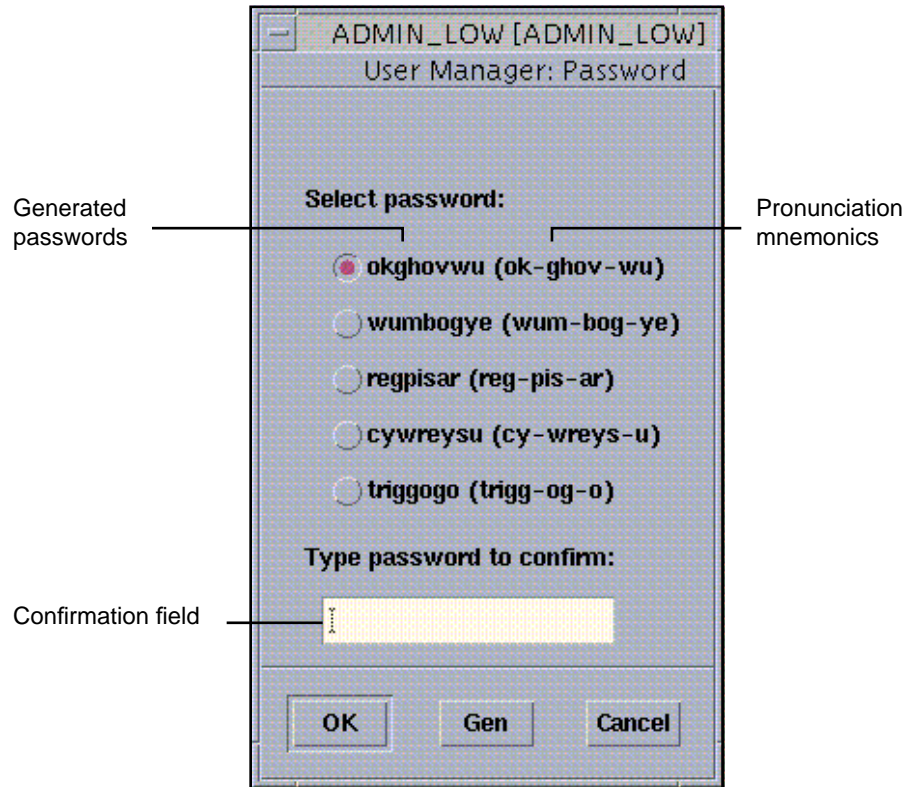 ADMIN_LOW [ADMIN_LOW]
User Manager: Password
Generated
passwords
Select password:
Pronunciation
mnemonics
okghovwu (ok-ghov-wu)
wumbogye (wum-bog-ye)
regpisar (reg-pis-ar)
cywreysu (cy-wreys-u)
triggogo (trigg-og-o)
Type password to confirm:
Confirmation field
OK
Gen
Cancel